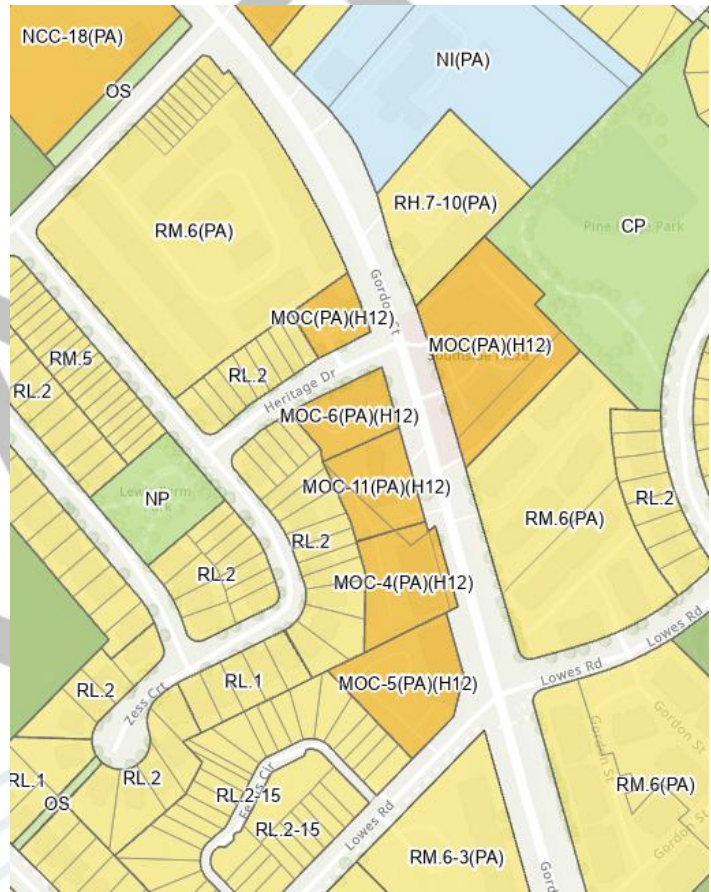 NCC-18(PA)
NI(PA)
OS
RH.7-10(PA)
CP
RM.6(PA)
Gordon St
MOC(PA)(H12)
MOC(PA)(H12)
RM.5
RL.2
RL.2
Heritage Dr
MOC-6(PA)(H12)
MOC-11(PA)(H12)
NP
RL.2
RM.6(PA)
RL.2
RL.2
MOC-4(PA)(H12)
Lowes Rd
RL.2
RL.1
MOC-5(PA)(H12)
Lowes Rd
Zess Crt
Gordon St
Gordon St
RL.1
RL.2
RL.2-15
RM.6(PA)
OS
RL.2-15
Lowes Rd
Gordon St
RM.6-3(PA)